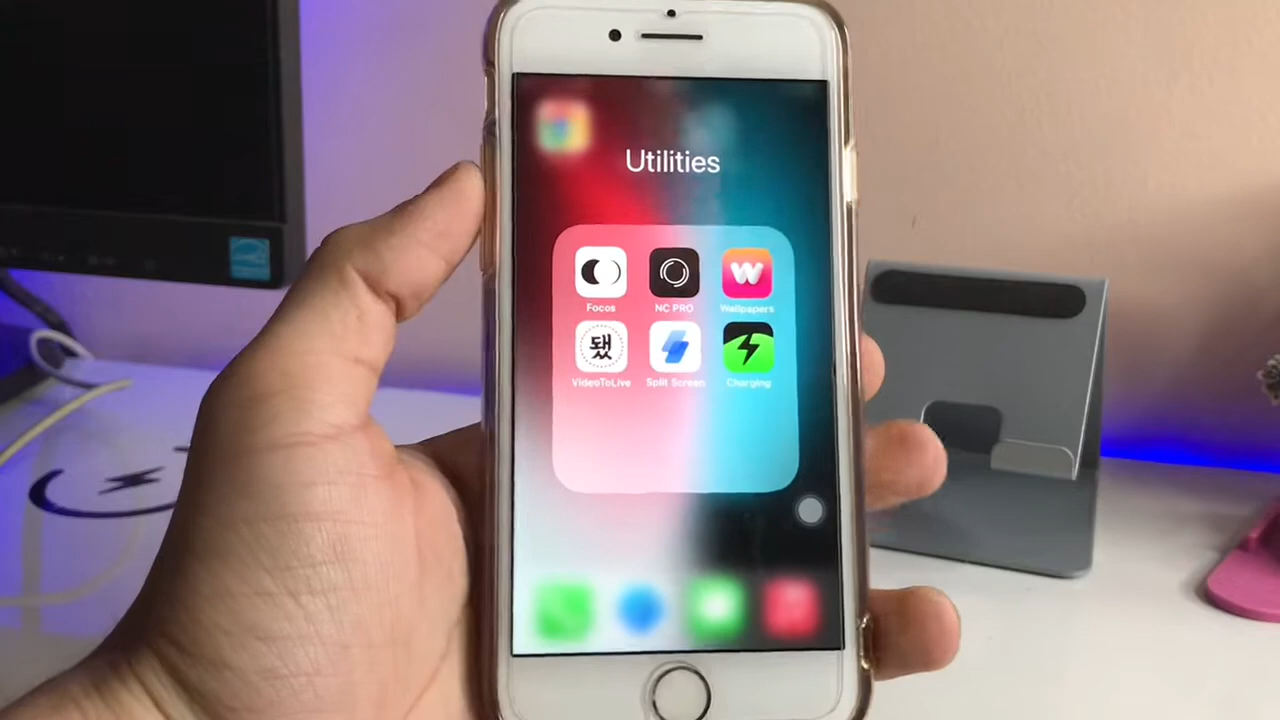 Utilities
Focos
NC PRO
W
Wallpapers
됐
VideoToLive
Split Screen
Charging